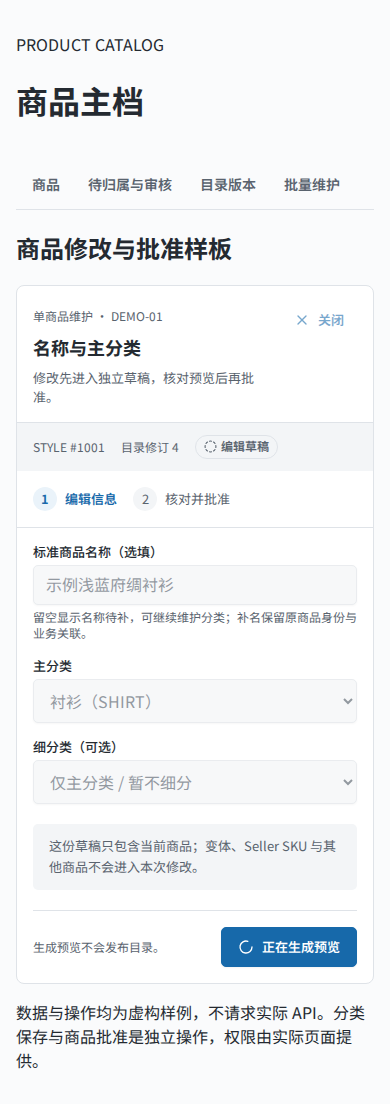 PRODUCT CATALOG
商品主档
商品 待归属与审核 目录版本 批量维护
商品修改与批准样板
单商品维护 • DEMO-01
关闭
名称与主分类
修改先进入独立草稿，核对预览后再批
准。
STYLE #1001 目录修订 4 编辑草稿
1 编辑信息 2 核对并批准
标准商品名称（选填）
示例浅蓝府绸衬衫
留空显示名称待补，可继续维护分类；补名保留原商品身份与
业务关联。
主分类
衬衫（SHIRT）
细分类（可选）
仅主分类 / 暂不细分
这份草稿只包含当前商品；变体、Seller SKU 与其
他商品不会进入本次修改。
生成预览不会发布目录。
正在生成预览
数据与操作均为虚构样例，不请求实际 API。分类
保存与商品批准是独立操作，权限由实际页面提
供。